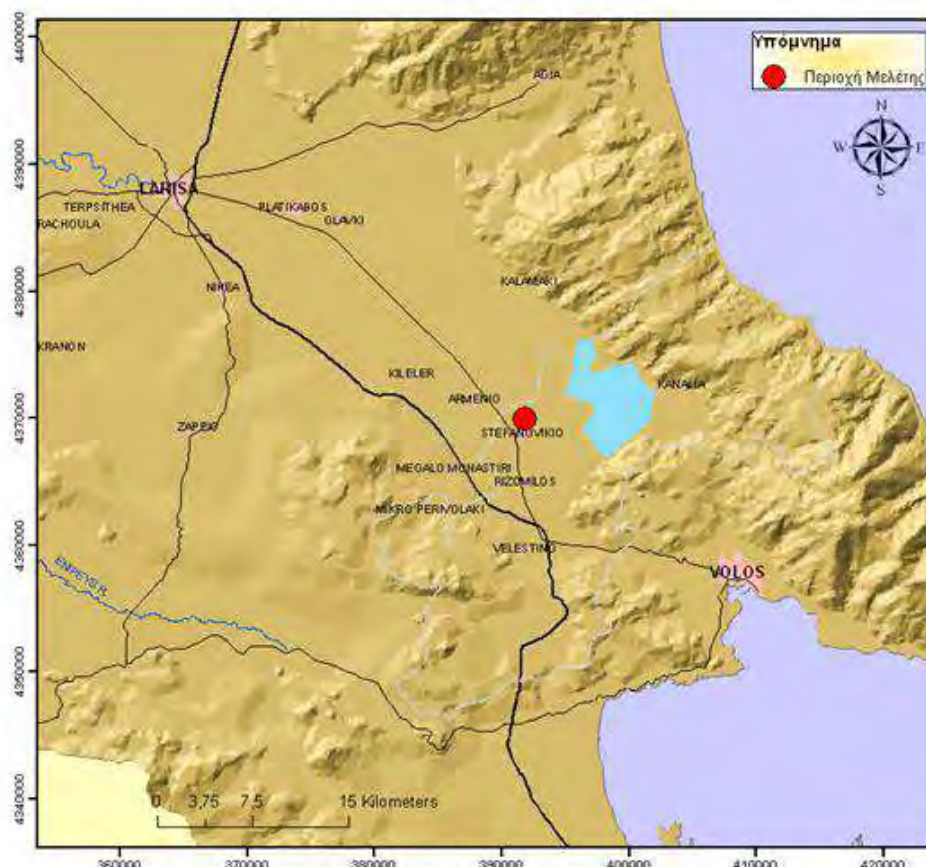 Υπόμνημα
Περιοχή Μελέτης
N
W E
S
4400000
4390000
4380000
4370000
4360000
4350000
4340000
AGIA
LARISA
TERPSITHEA
PLATIKABOS
RACHOULA
GLAVKI
KALAMAKI
NIKEA
KRANON
KILELER
KANALIA
ARMENIO
STEFANOVIKIO
MEGALO MONASTIRI
RIZOMILOS
MIKRO PERIVOLAKI
VELESTINO
VOLOS
ENIPEYS R.
0 3,75 7,5 15 Kilometers
360000 370000 380000 390000 400000 410000 420000